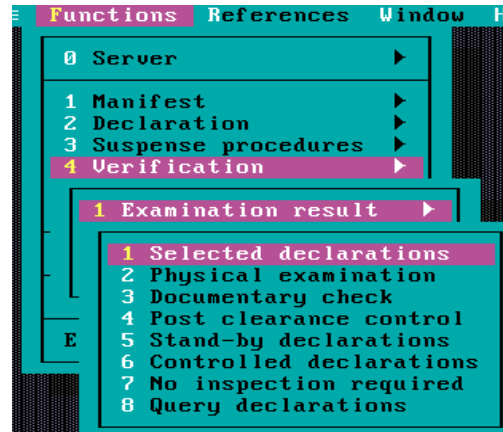 ≡ Functions References Window H
0 Server ►
1 Manifest ►
2 Declaration ►
3 Suspense procedures ►
4 Verification ►
1 Examination result ►
1 Selected declarations
2 Physical examination
3 Documentary check
4 Post clearance control
5 Stand-by declarations
6 Controlled declarations
E
7 No inspection required
8 Query declarations